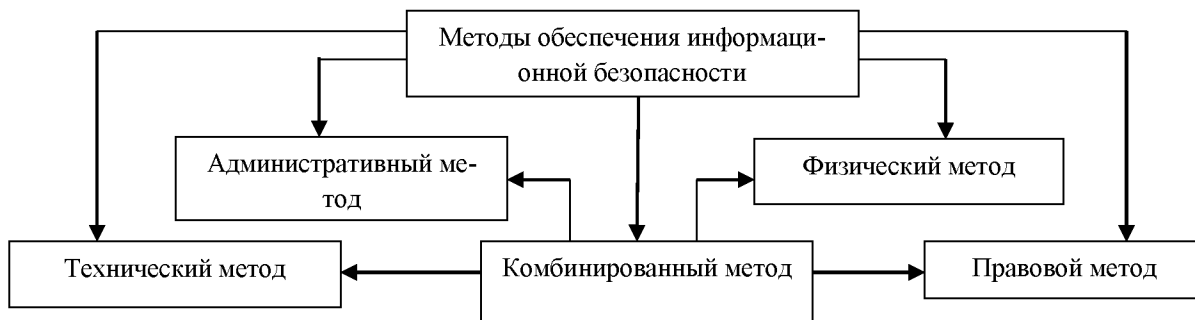 Методы обеспечения информаци-
онной безопасности
Административный ме-
тод
Физический метод
Технический метод
Комбинированный метод
Правовой метод